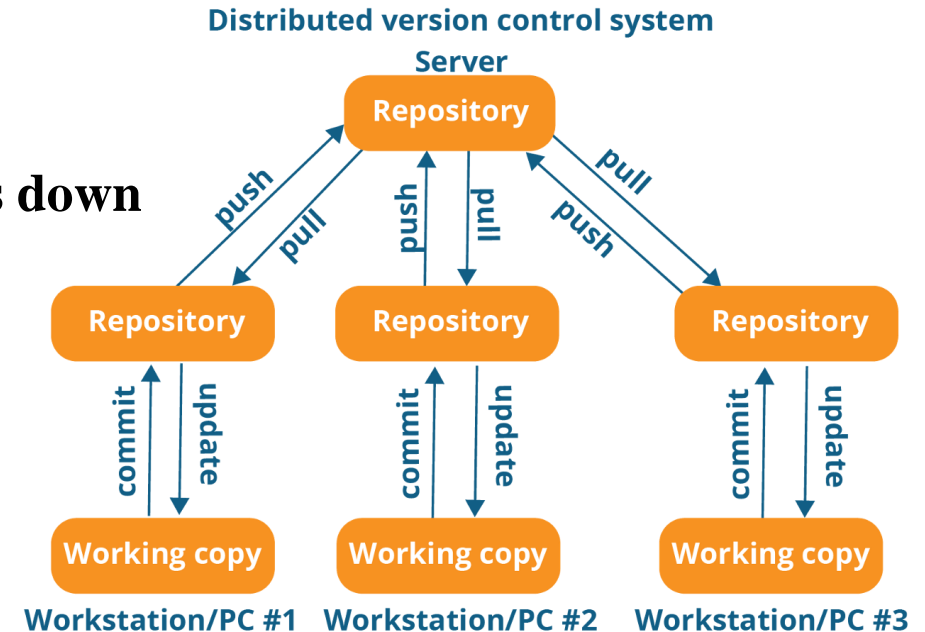 Distributed version control system
Server
Repository
s down
push
pull
push
pull
pull
push
Repository
Repository
Repository
commit
update
commit
update
commit
update
Working copy
Working copy
Working copy
Workstation/PC #1
Workstation/PC #2
Workstation/PC #3